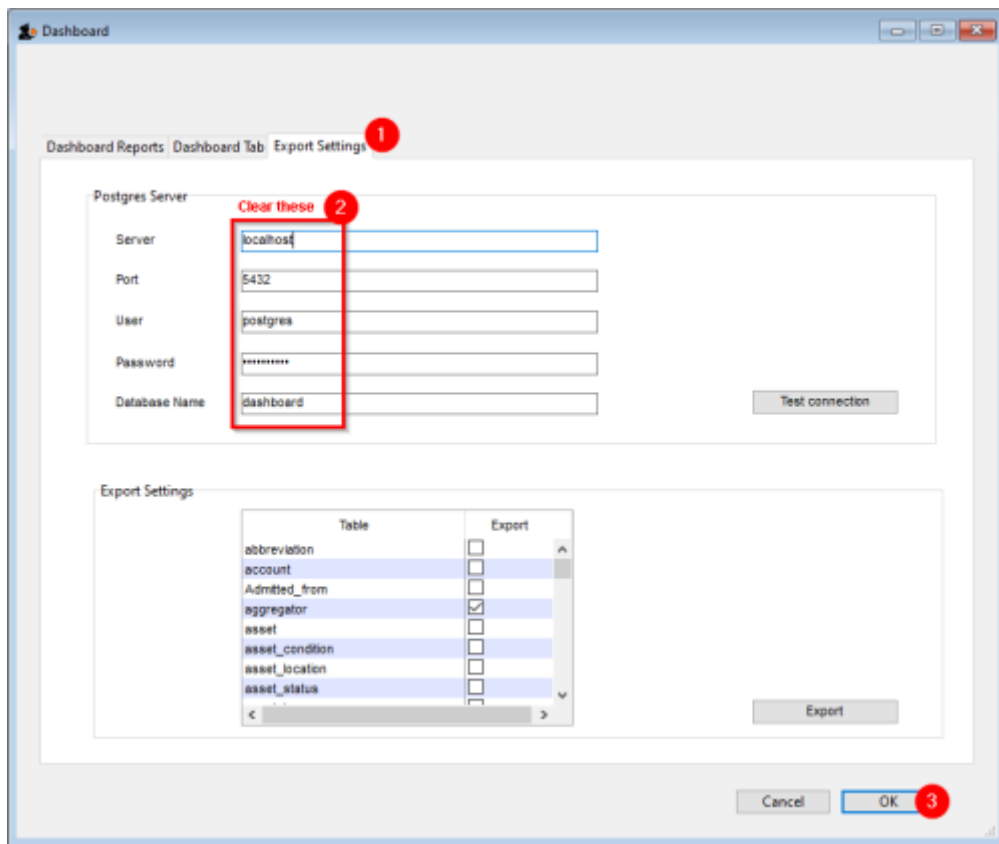 Dashboard
Dashboard Reports Dashboard Tab Export Settings 1
Postgres Server
Clear these 2
Server localhost
Port 5432
User postgres
Password ••••••••••
Database Name dashboard Test connection
Export Settings
Table Export
abbreviation
account
Admitted_from
aggregator
asset
asset_condition
asset_location
asset_status
Export
Cancel OK 3